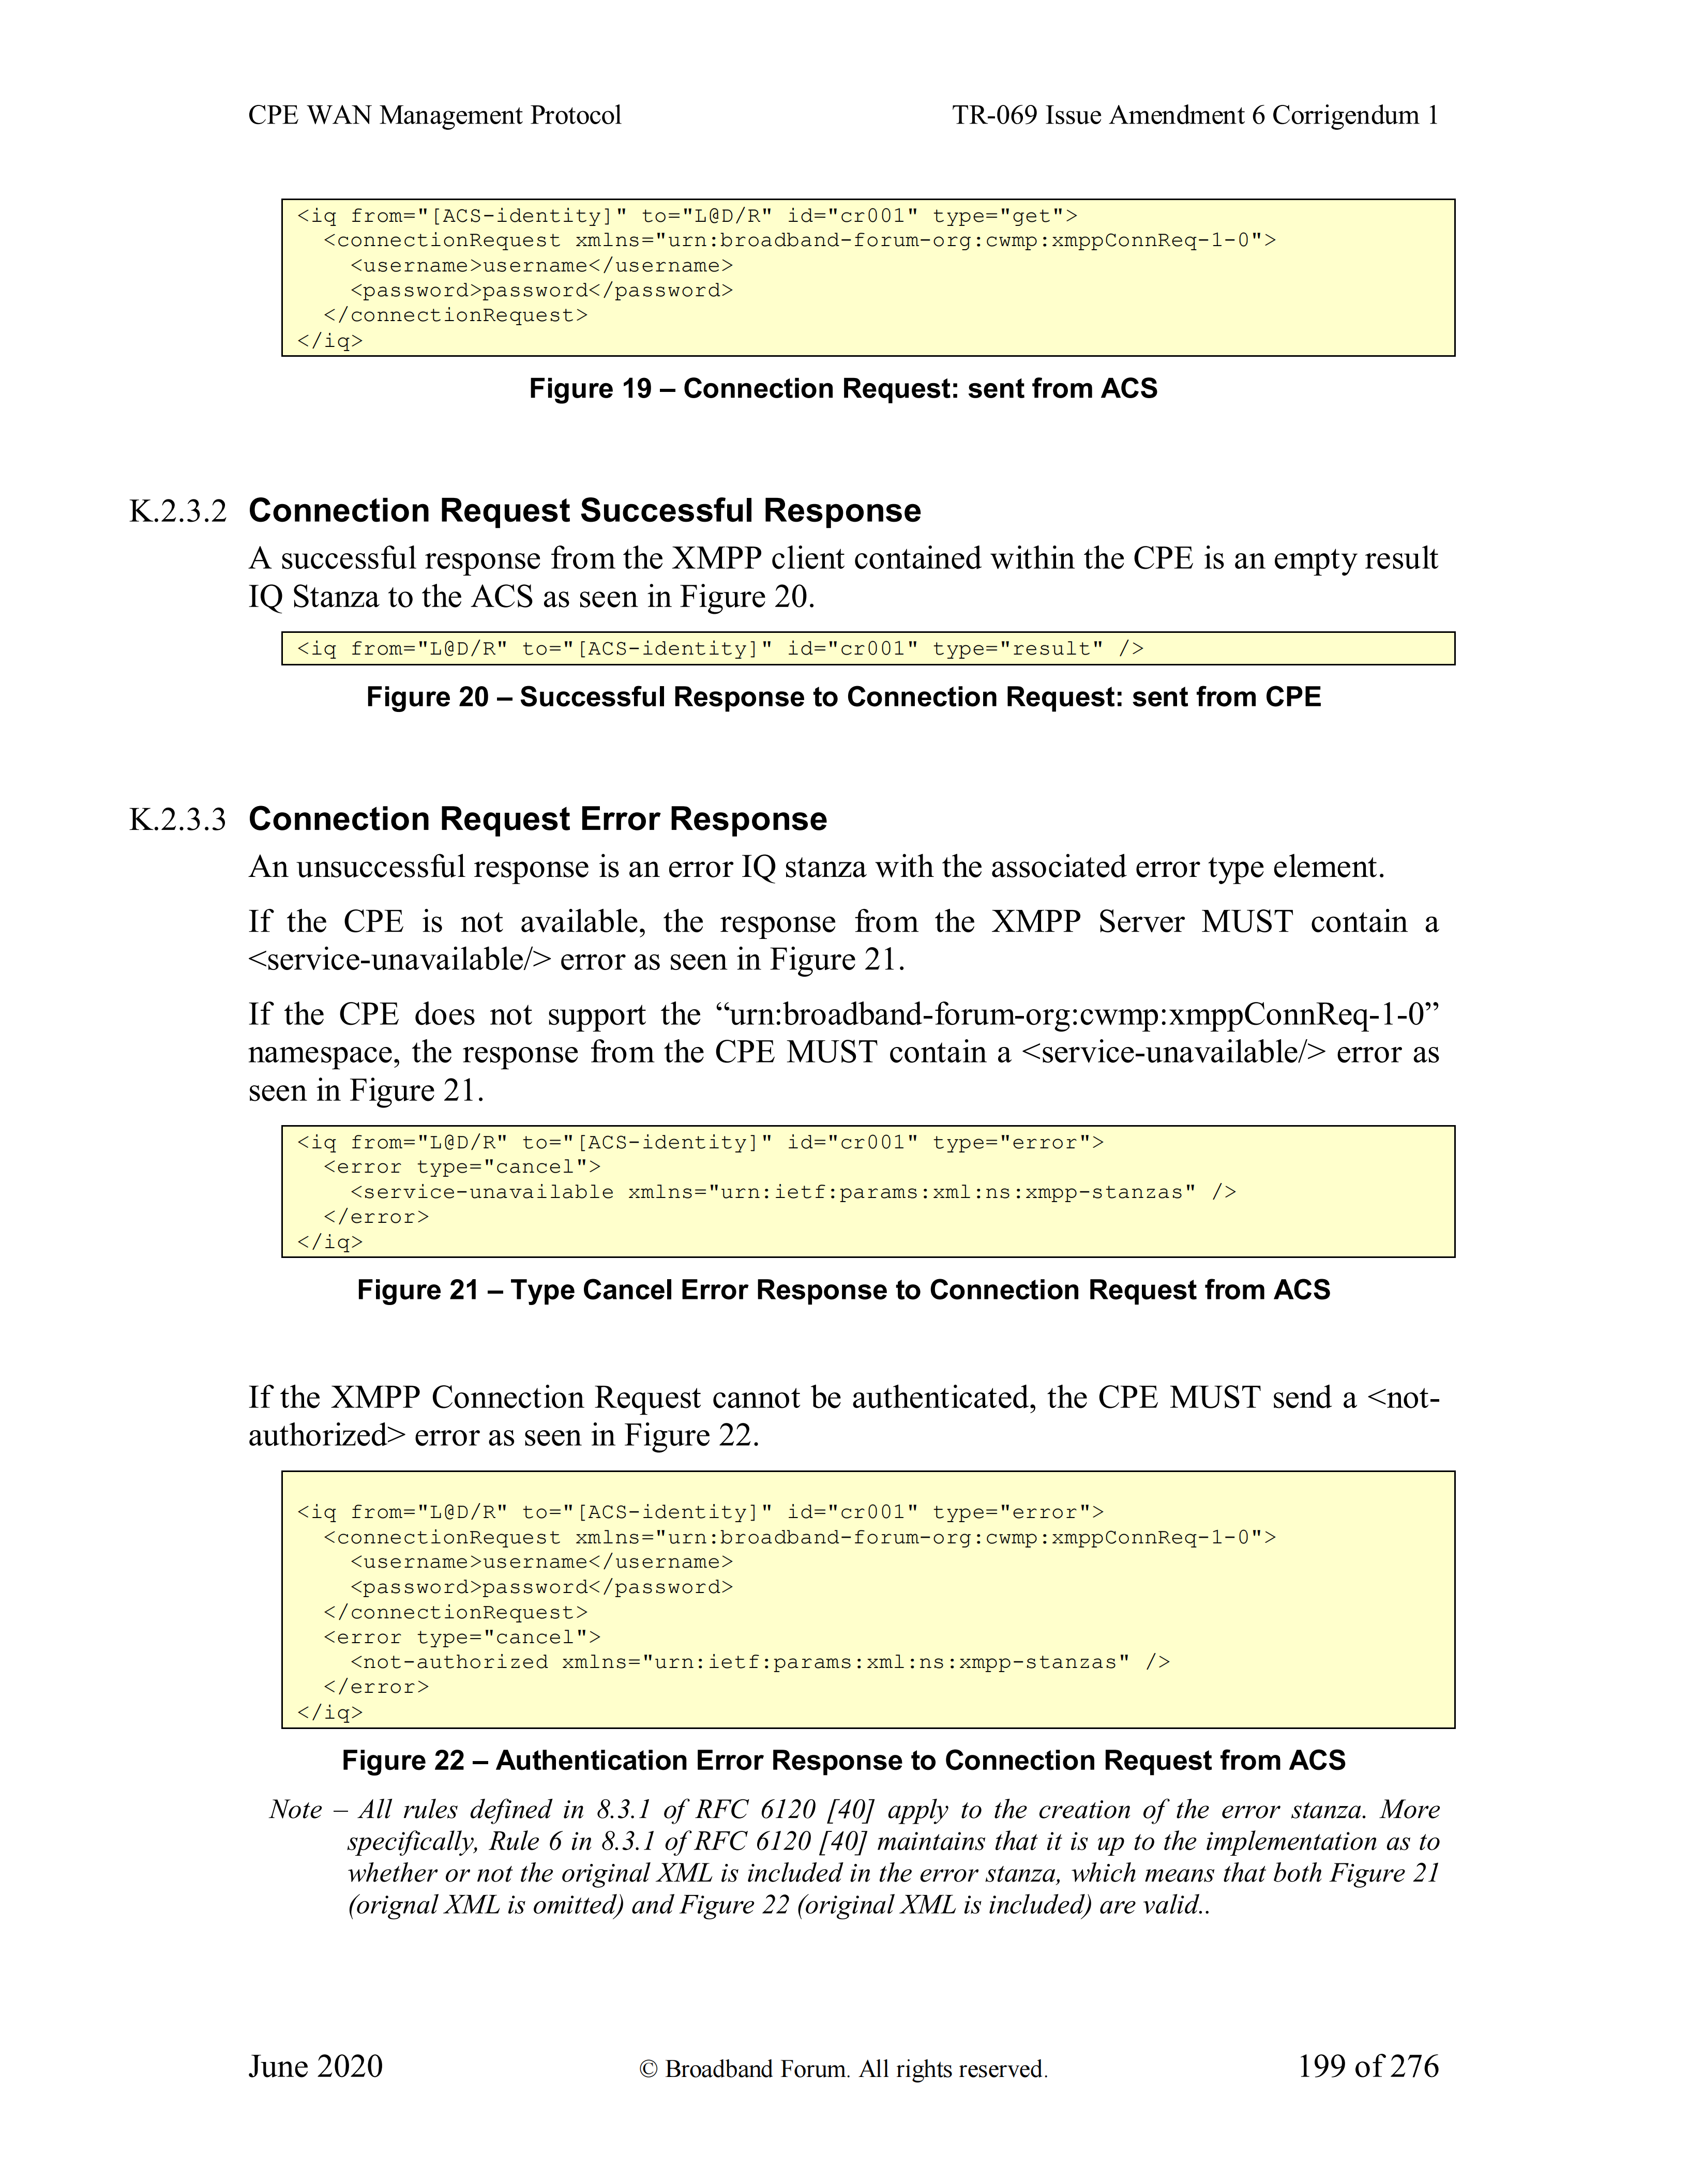 CPE WAN Management Protocol TR-069 Issue Amendment 6 Corrigendum 1
<iq from="[ACS-identity]" to="L@D/R" id="cr001" type="get">
  <connectionRequest xmlns="urn:broadband-forum-org:cwmp:xmppConnReq-1-0">
    <username>username</username>
    <password>password</password>
  </connectionRequest>
</iq>
Figure 19 – Connection Request: sent from ACS
K.2.3.2 Connection Request Successful Response
A successful response from the XMPP client contained within the CPE is an empty result
IQ Stanza to the ACS as seen in Figure 20.
<iq from="L@D/R" to="[ACS-identity]" id="cr001" type="result" />
Figure 20 – Successful Response to Connection Request: sent from CPE
K.2.3.3 Connection Request Error Response
An unsuccessful response is an error IQ stanza with the associated error type element.
If the CPE is not available, the response from the XMPP Server MUST contain a
<service-unavailable/> error as seen in Figure 21.
If the CPE does not support the “urn:broadband-forum-org:cwmp:xmppConnReq-1-0”
namespace, the response from the CPE MUST contain a <service-unavailable/> error as
seen in Figure 21.
<iq from="L@D/R" to="[ACS-identity]" id="cr001" type="error">
  <error type="cancel">
    <service-unavailable xmlns="urn:ietf:params:xml:ns:xmpp-stanzas" />
  </error>
</iq>
Figure 21 – Type Cancel Error Response to Connection Request from ACS
If the XMPP Connection Request cannot be authenticated, the CPE MUST send a <not-
authorized> error as seen in Figure 22.
<iq from="L@D/R" to="[ACS-identity]" id="cr001" type="error">
  <connectionRequest xmlns="urn:broadband-forum-org:cwmp:xmppConnReq-1-0">
    <username>username</username>
    <password>password</password>
  </connectionRequest>
  <error type="cancel">
    <not-authorized xmlns="urn:ietf:params:xml:ns:xmpp-stanzas" />
  </error>
</iq>
Figure 22 – Authentication Error Response to Connection Request from ACS
Note – All rules defined in 8.3.1 of RFC 6120 [40] apply to the creation of the error stanza. More
specifically, Rule 6 in 8.3.1 of RFC 6120 [40] maintains that it is up to the implementation as to
whether or not the original XML is included in the error stanza, which means that both Figure 21
(orignal XML is omitted) and Figure 22 (original XML is included) are valid..
June 2020 © Broadband Forum. All rights reserved. 199 of 276